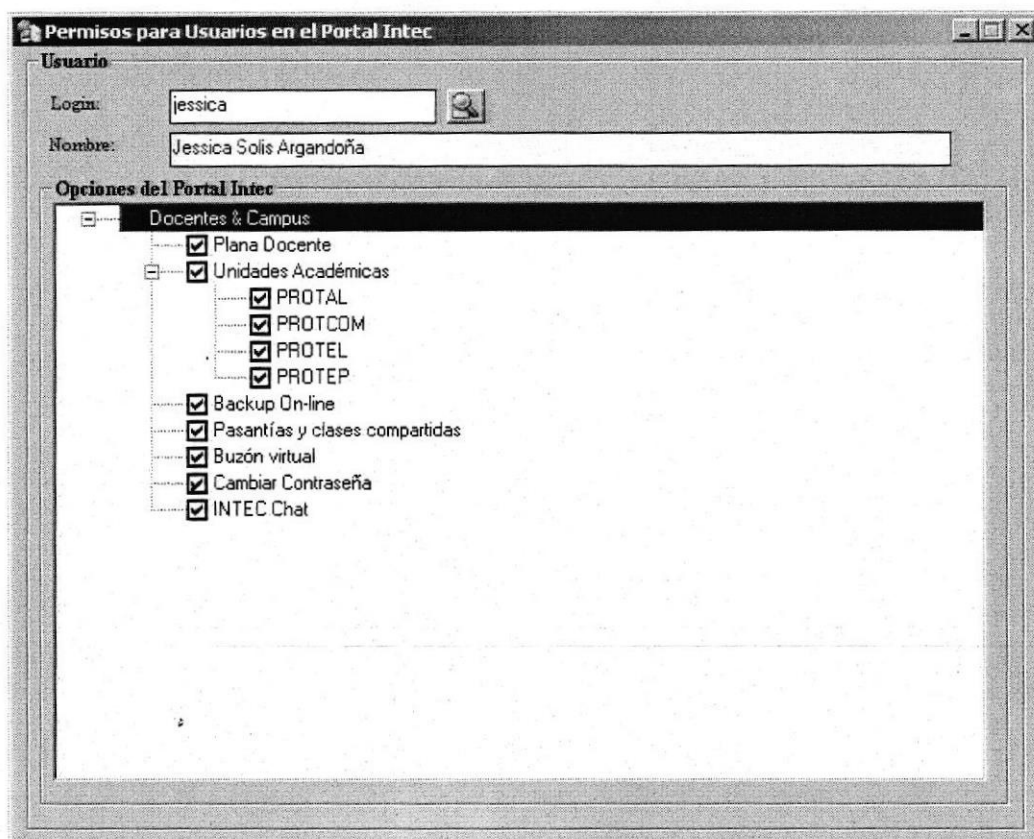 Permisos para Usuarios en el Portal Intec
Usuario
Login: jessica
Nombre: Jessica Solis Argandoña
Opciones del Portal Intec
Docentes & Campus
Plana Docente
Unidades Académicas
PROTAL
PROTCOM
PROTEL
PROTEP
Backup On-line
Pasantías y clases compartidas
Buzón virtual
Cambiar Contraseña
INTEC Chat